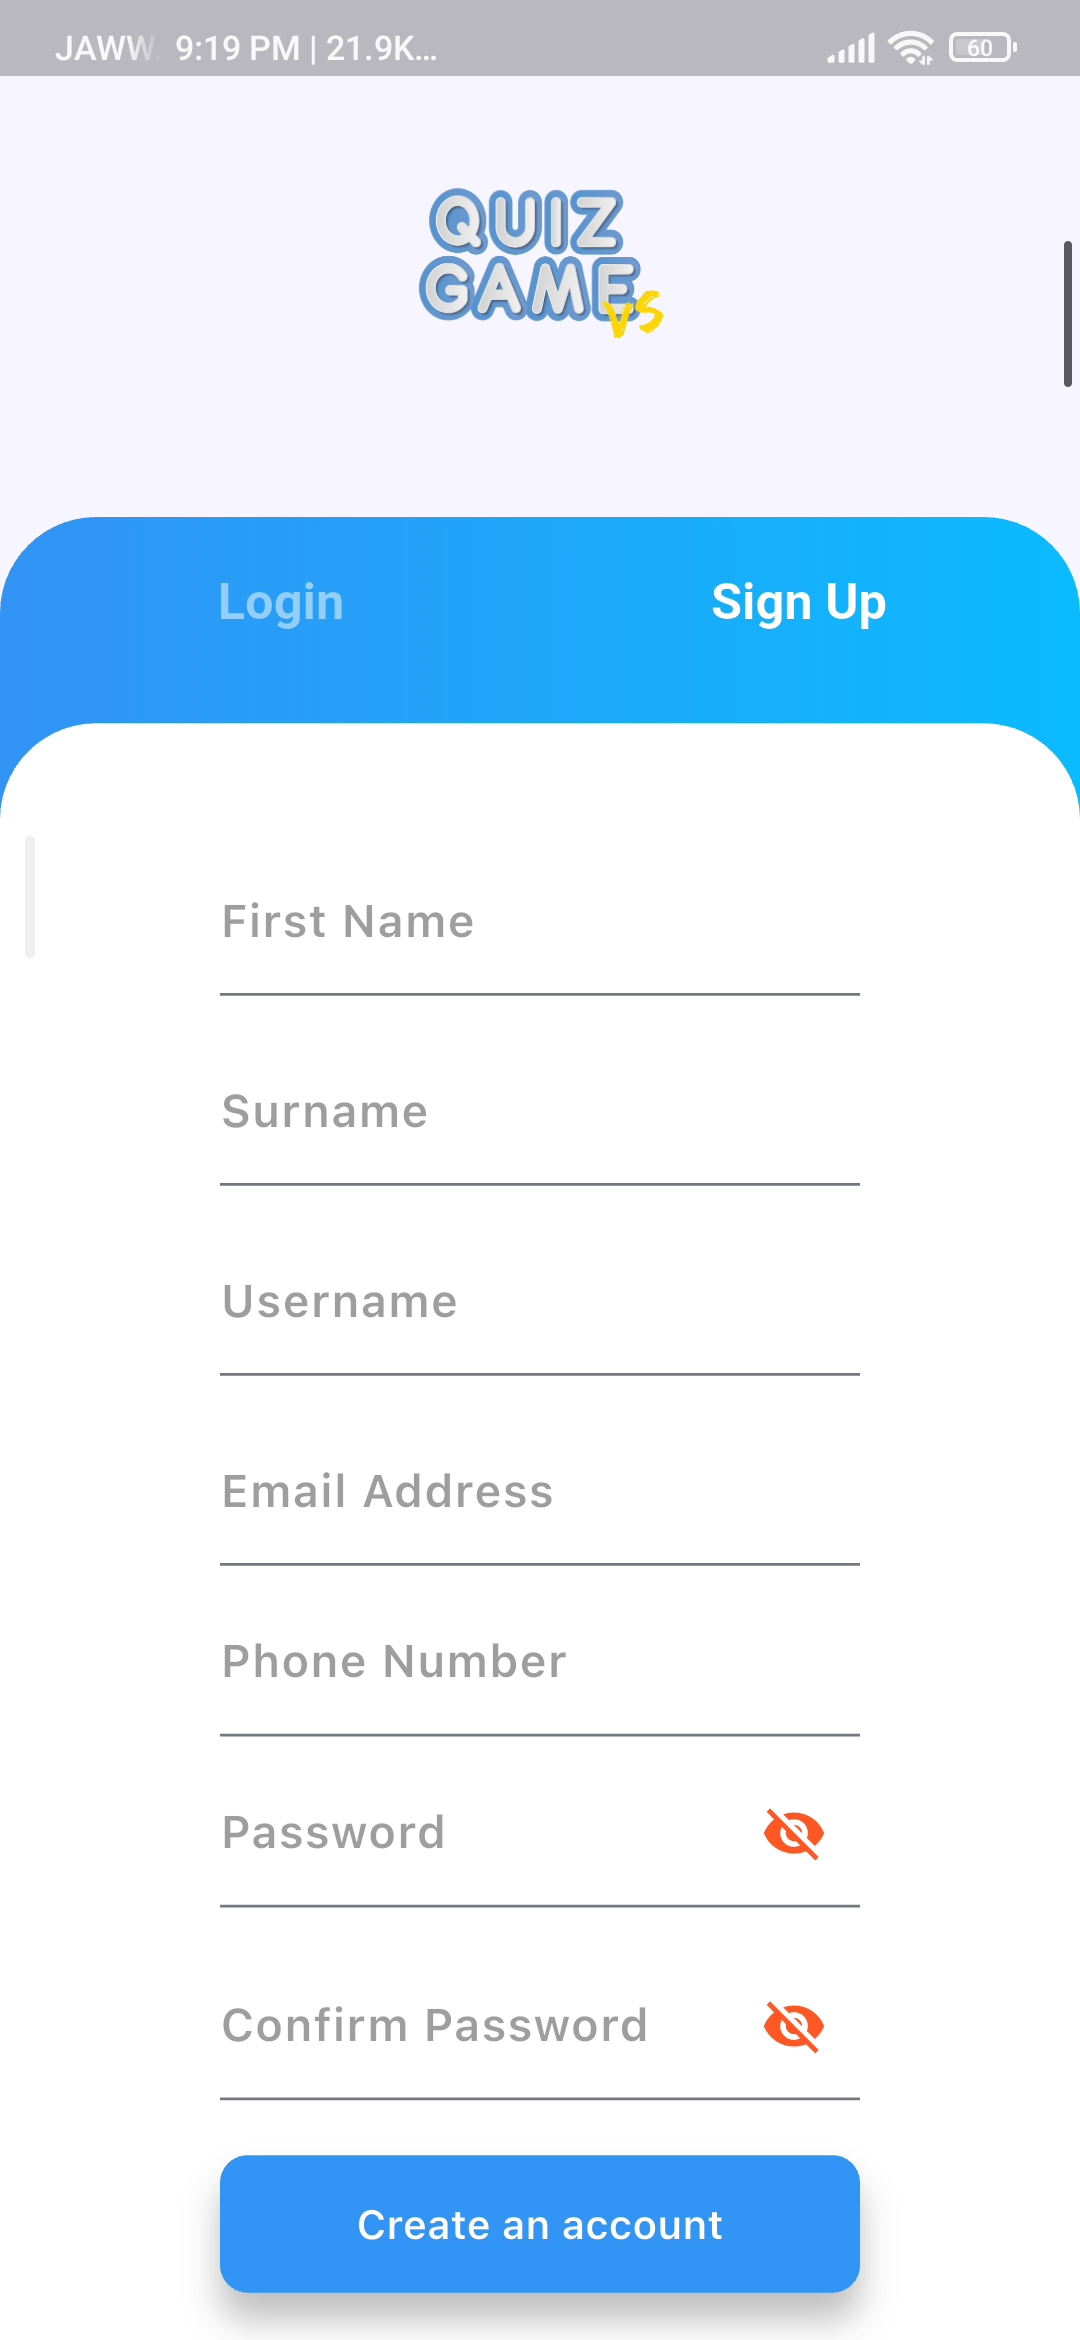 JAWW 9:19 PM | 21.9K... 60
QUIZ
GAME
VS
Login Sign Up
First Name
Surname
Username
Email Address
Phone Number
Password
Confirm Password
Create an account